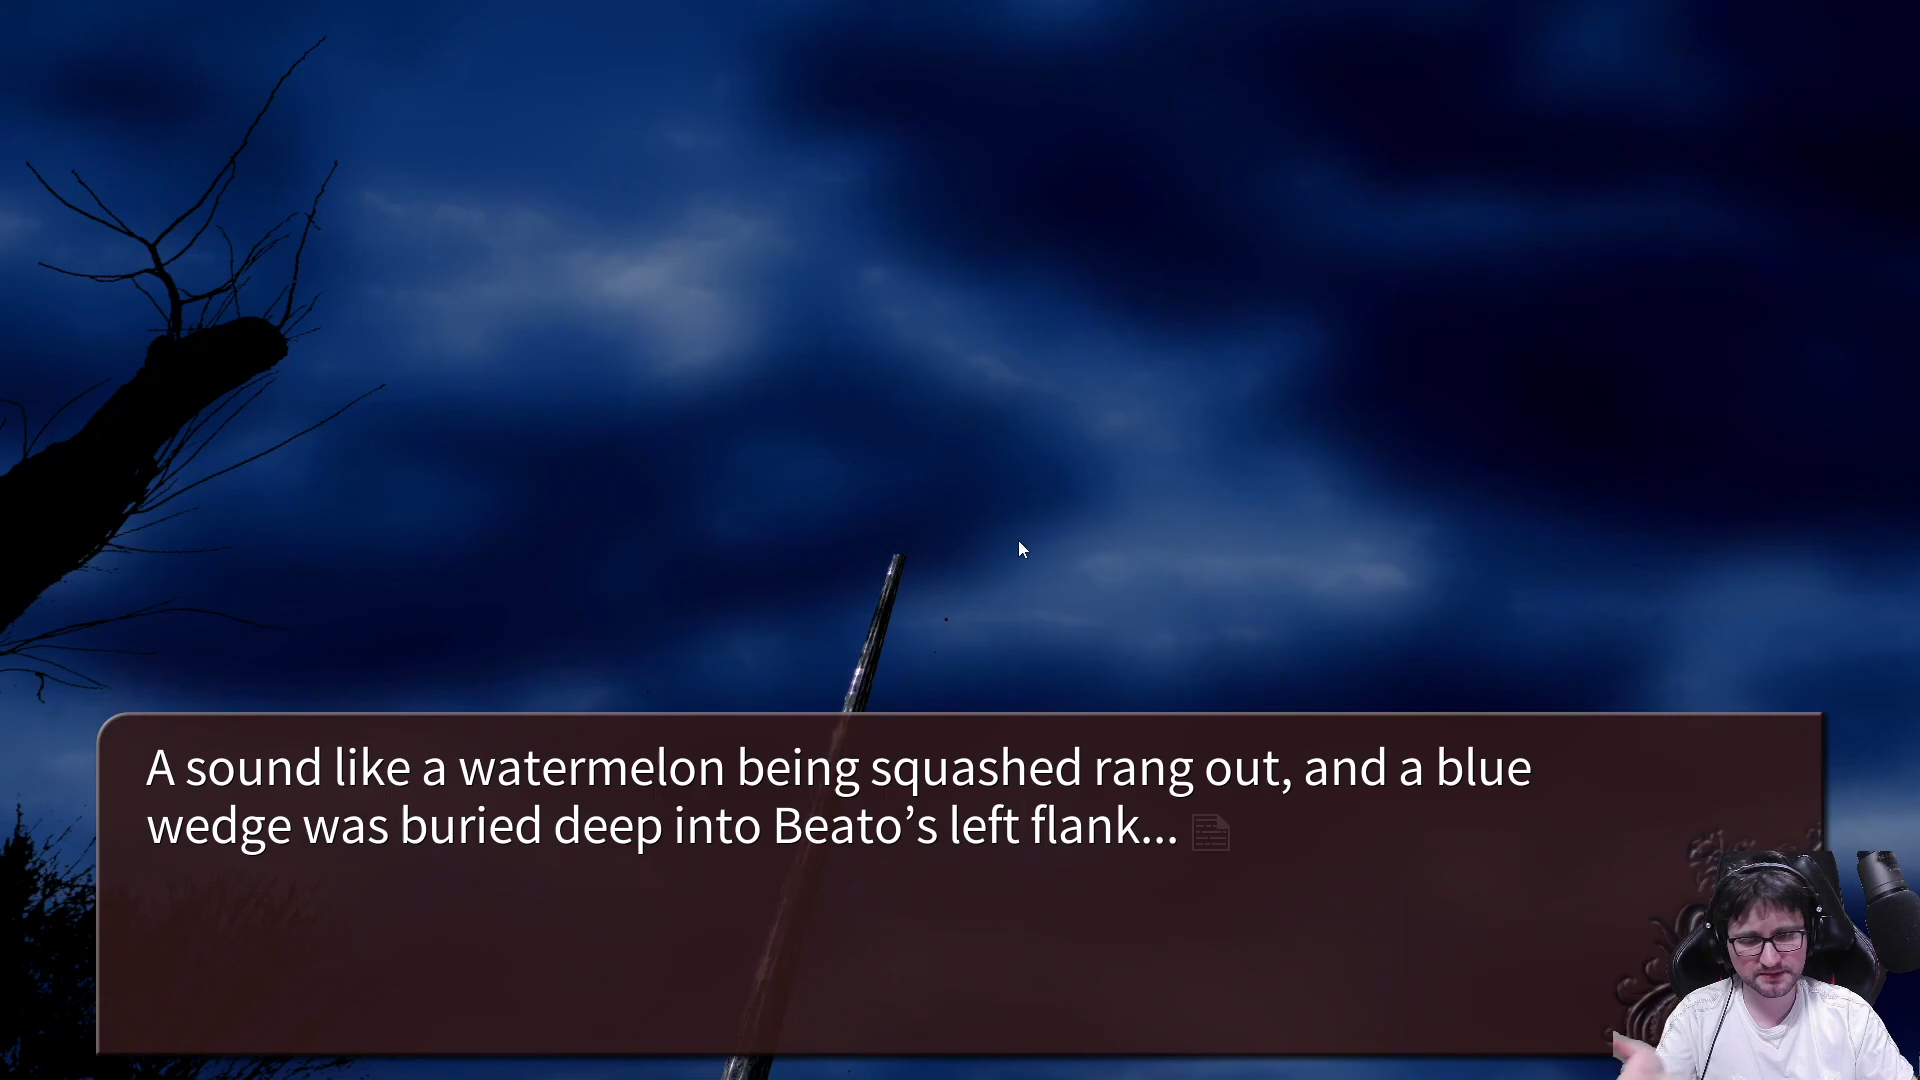 A sound like a watermelon being squashed rang out, and a blue
wedge was buried deep into Beato’s left flank...